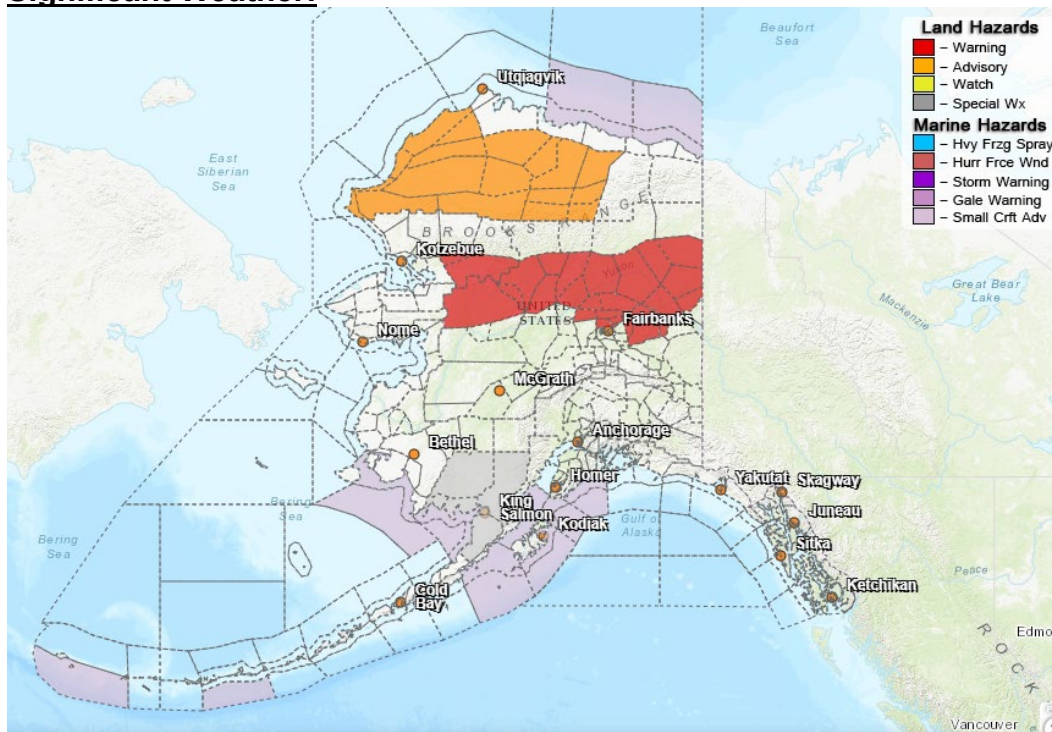 Significant Weather:
Beaufort
Sea
Land Hazards
– Warning
– Advisory
– Watch
– Special Wx
Marine Hazards
– Hvy Frzg Spray
– Hurr Frce Wnd
– Storm Warning
– Gale Warning
– Small Crft Adv
Utqiagvik
East
Siberian
Sea
BROOKS RANGE
Kotzebue
Yukon
Great Bear
Lake
Mackenzie
UNITED
STATES
Fairbanks
Nome
McGrath
Anchorage
Bethel
Homer
Yakutat
Skagway
King
Salmon
Juneau
Bering
Sea
Kodiak
Gulf of
Alaska
Sitka
Bering
Sea
Peace
Cold
Bay
Ketchikan
Edmo
ROCK
Vancouver